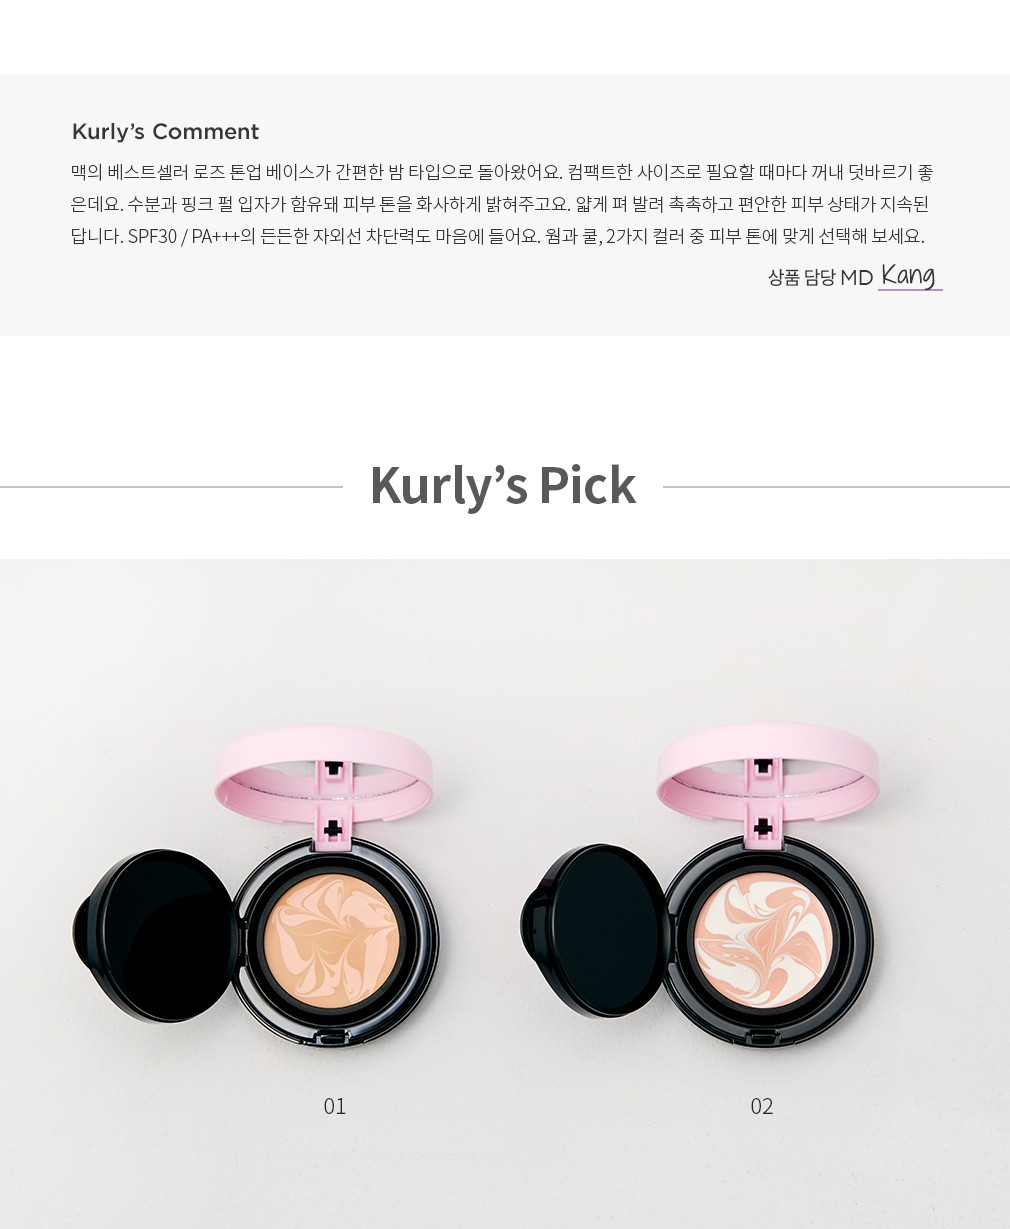 Kurly’s Comment
맥의 베스트셀러 로즈 톤업 베이스가 간편한 밤 타입으로 돌아왔어요. 컴팩트한 사이즈로 필요할 때마다 꺼내 덧바르기 좋
은데요. 수분과 핑크 펄 입자가 함유돼 피부 톤을 화사하게 밝혀주고요. 얇게 펴 발려 촉촉하고 편안한 피부 상태가 지속된
답니다. SPF30 / PA+++의 든든한 자외선 차단력도 마음에 들어요. 웜과 쿨, 2가지 컬러 중 피부 톤에 맞게 선택해 보세요.
상품 담당 MD Kang
Kurly’s Pick
01
02